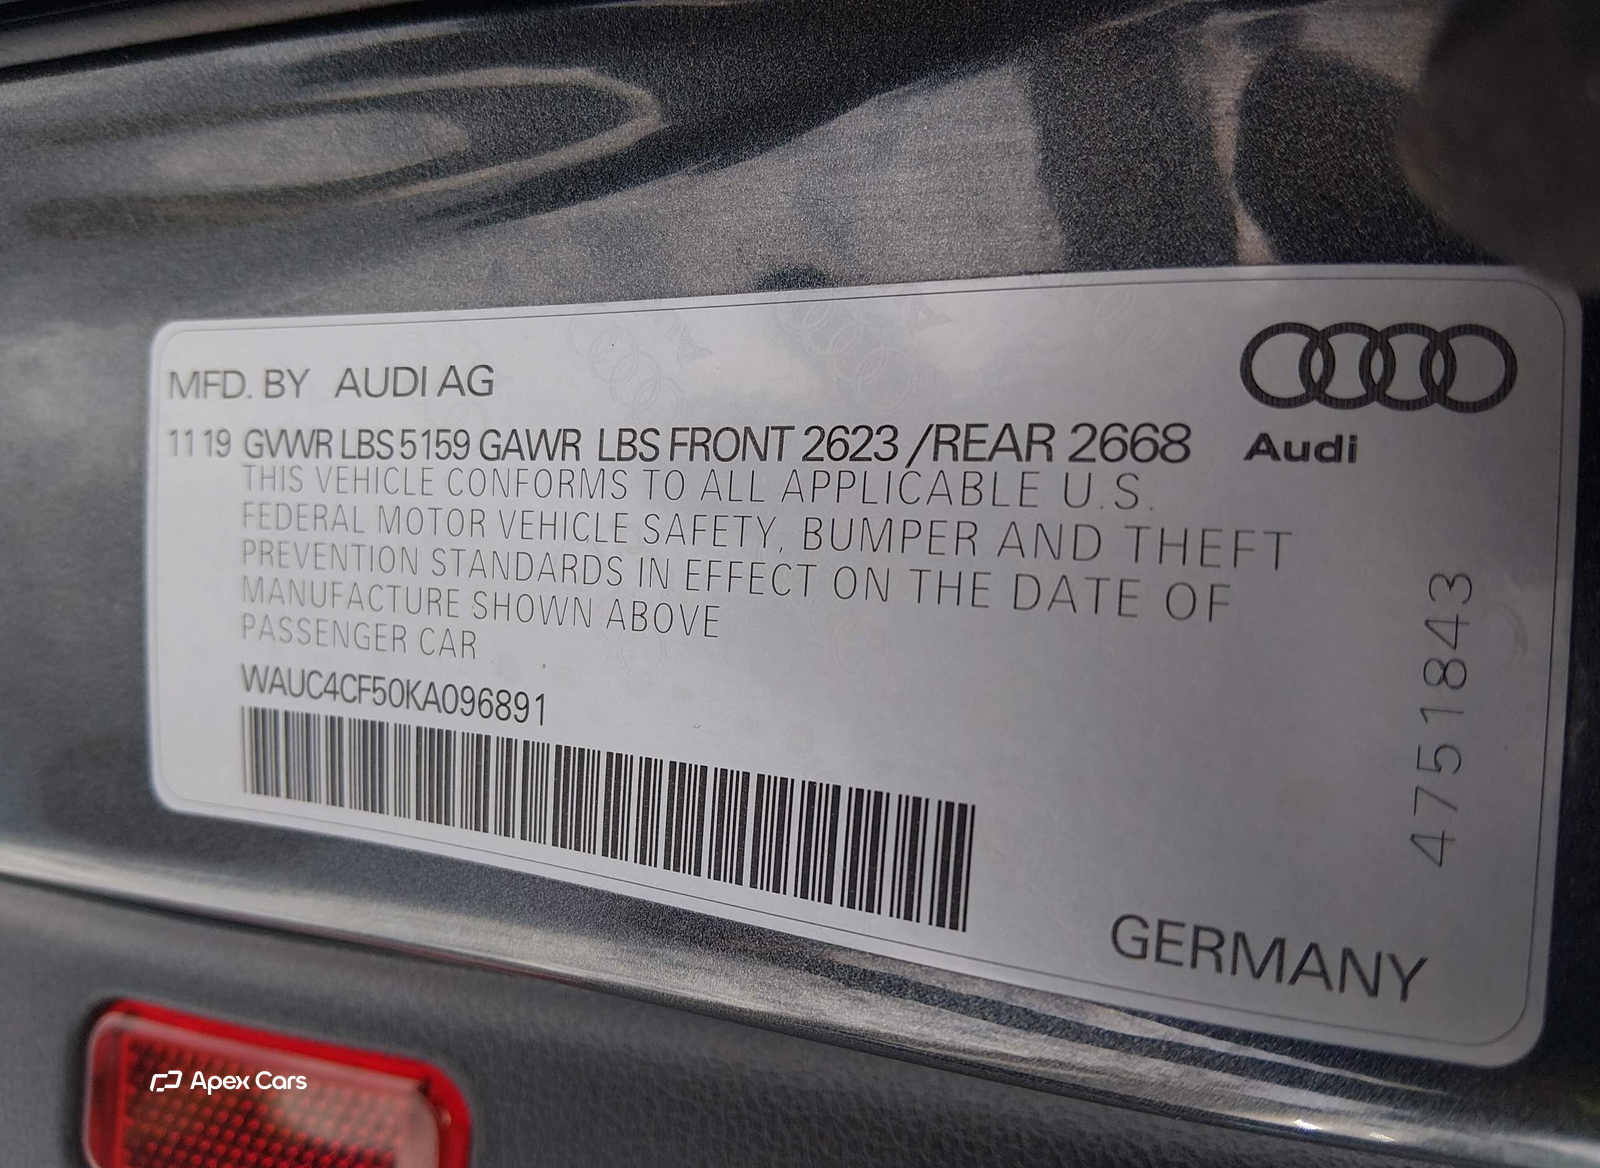 MFD. BY AUDI AG
11 19 GVWR LBS 5159 GAWR LBS FRONT 2623 /REAR 2668
Audi
THIS VEHICLE CONFORMS TO ALL APPLICABLE U.S.
FEDERAL MOTOR VEHICLE SAFETY, BUMPER AND THEFT
PREVENTION STANDARDS IN EFFECT ON THE DATE OF
MANUFACTURE SHOWN ABOVE
PASSENGER CAR
WAUC4CF50KA096891
4751843
GERMANY
Apex Cars